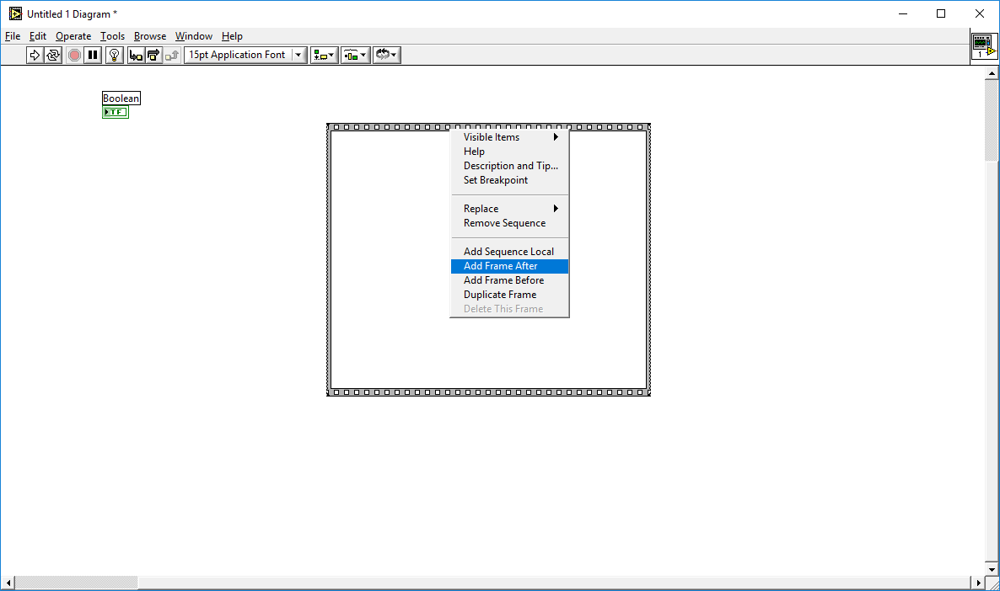 Untitled 1 Diagram *
File Edit Operate Tools Browse Window Help
15pt Application Font
1
Boolean
TF
Visible Items
Help
Description and Tip...
Set Breakpoint
Replace
Remove Sequence
Add Sequence Local
Add Frame After
Add Frame Before
Duplicate Frame
Delete This Frame